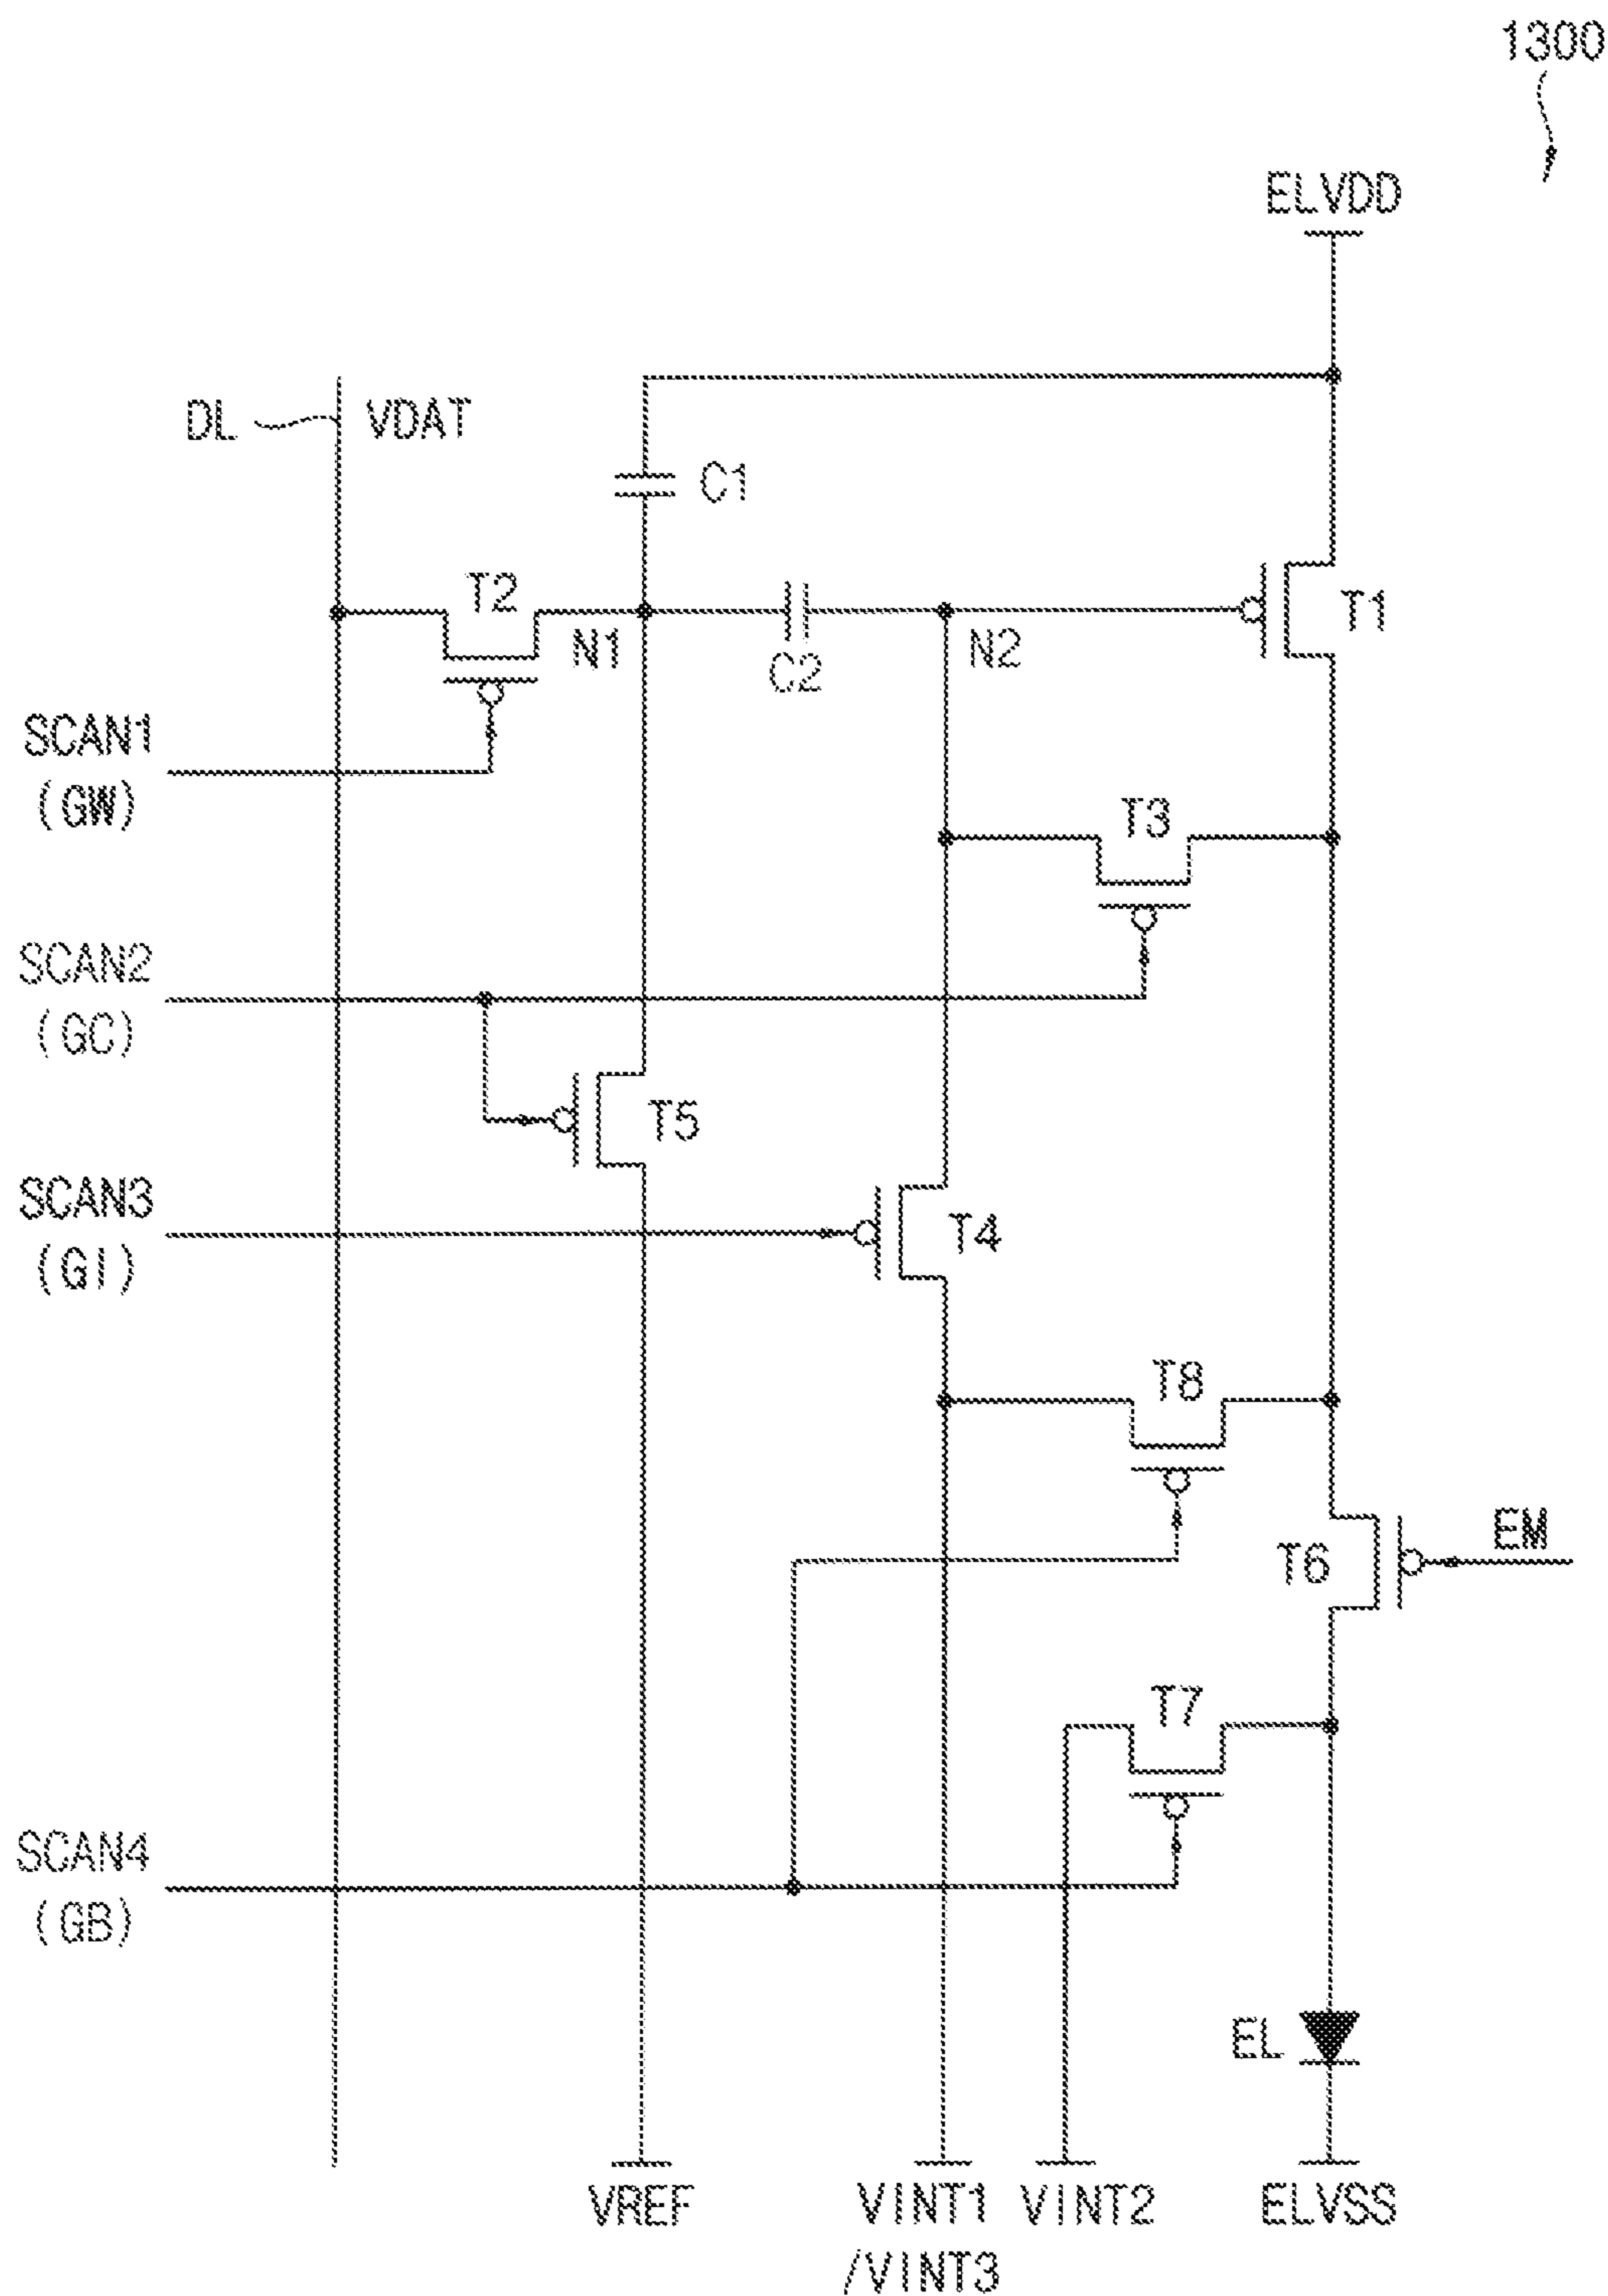 1300
ELVDD
DL
VDAT
C1
T2
T1
N1
N2
C2
SCAN1
(GW)
T3
SCAN2
(GC)
T5
SCAN3
(GI)
T4
T8
EM
T6
T7
SCAN4
(GB)
EL
VREF
VINT1
VINT2
ELVSS
/VINT3